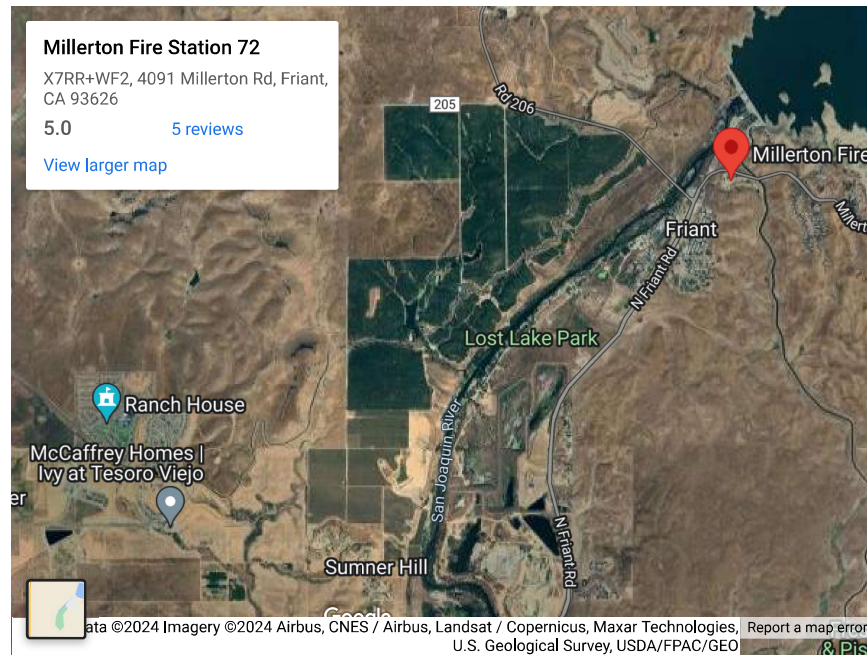 Millerton Fire Station 72
X7RR+WF2, 4091 Millerton Rd, Friant,
CA 93626
5.0 5 reviews
View larger map
205
Rd 206
Millerton Fire
Millert
Friant
N Friant Rd
Lost Lake Park
San Joaquin River
Ranch House
McCaffrey Homes |
Ivy at Tesoro Viejo
er
N Friant Rd
Sumner Hill
Google
ata ©2024 Imagery ©2024 Airbus, CNES / Airbus, Landsat / Copernicus, Maxar Technologies,
U.S. Geological Survey, USDA/FPAC/GEO
Report a map error
& Pi